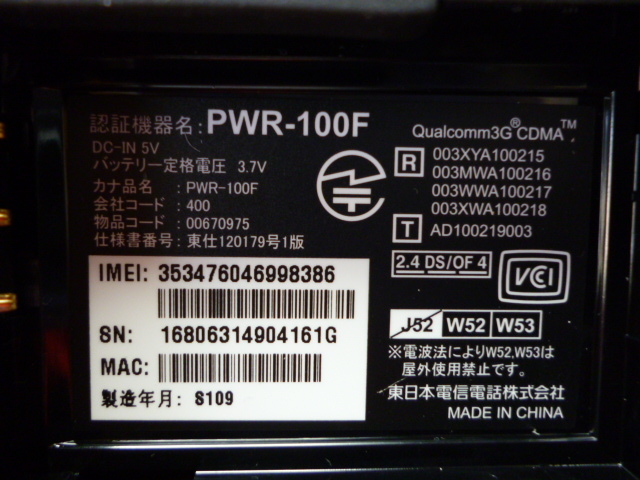 認証機器名: PWR-100F
DC-IN 5V
バッテリー定格電圧 3.7V
カナ品名 : PWR-100F
会社コード : 400
物品コード : 00670975
仕様書番号: 東仕120179号1版
IMEI: 353476046998386
SN: 16806314904161G
MAC:
製造年月: S109
Qualcomm3G® CDMA™
R 003XYA100215
003MWA100216
003WWA100217
003XWA100218
T AD100219003
2.4 DS/OF 4
VCCI
J52 W52 W53
※電波法によりW52,W53は
屋外使用禁止です。
東日本電信電話株式会社
MADE IN CHINA